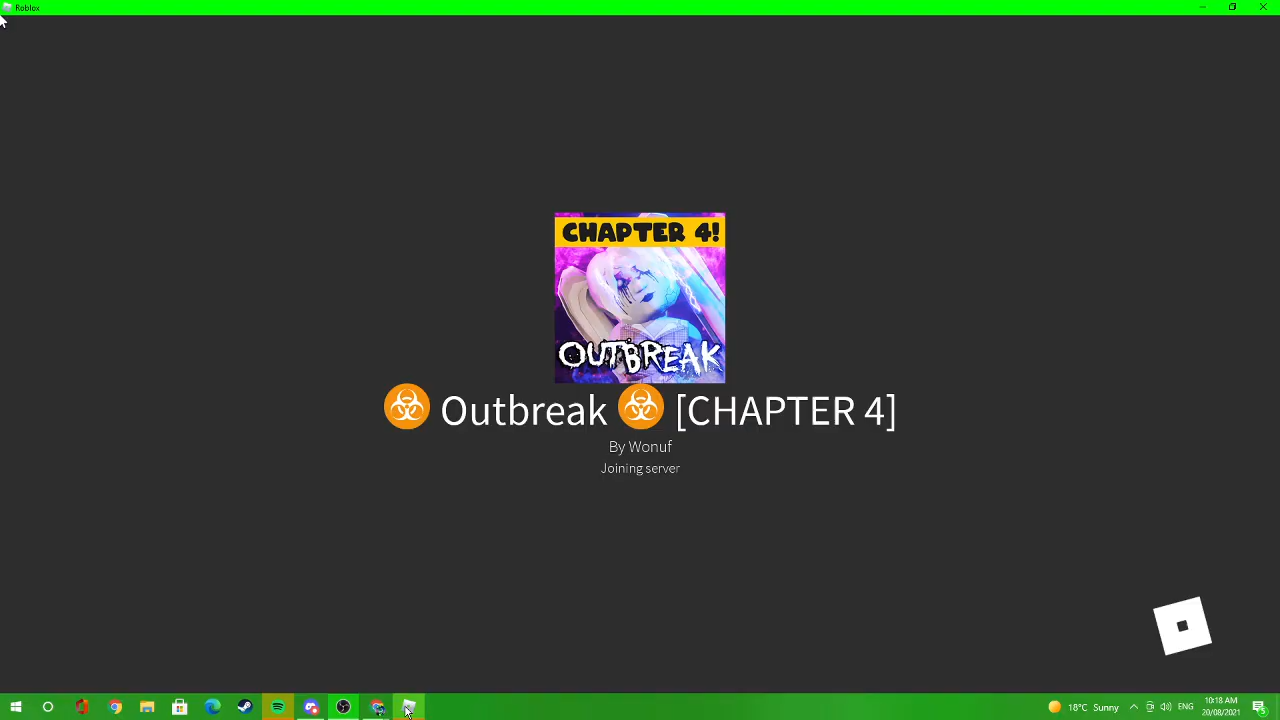 Roblox
CHAPTER 4!
OUTBREAK
☣ Outbreak ☣ [CHAPTER 4]
By Wonuf
Joining server
18°C Sunny
ENG
10:18 AM
20/08/2021
5